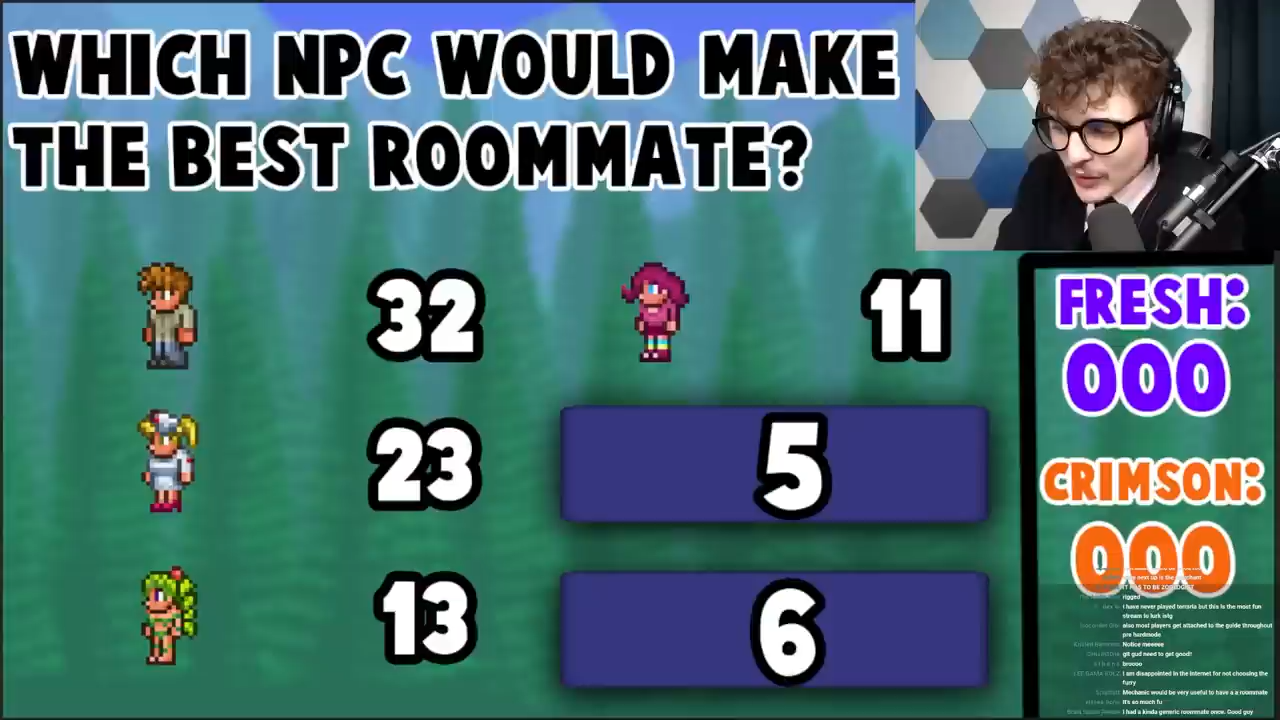 WHICH NPC WOULD MAKE
THE BEST ROOMMATE?
32
11
23
5
13
6
FRESH:
000
CRIMSON:
000
rigged
I have never played terraria but this is the most fun
stream to lurk istg
also most players get attached to the guide throughout
pre hardmode
Notice meeeee
git gud need to get good!
broooo
I am disappointed in the internet for not choosing the
furry
Mechanic would be very useful to have a a roommate
it's so much fu
I had a kinda generic roommate once. Good guy